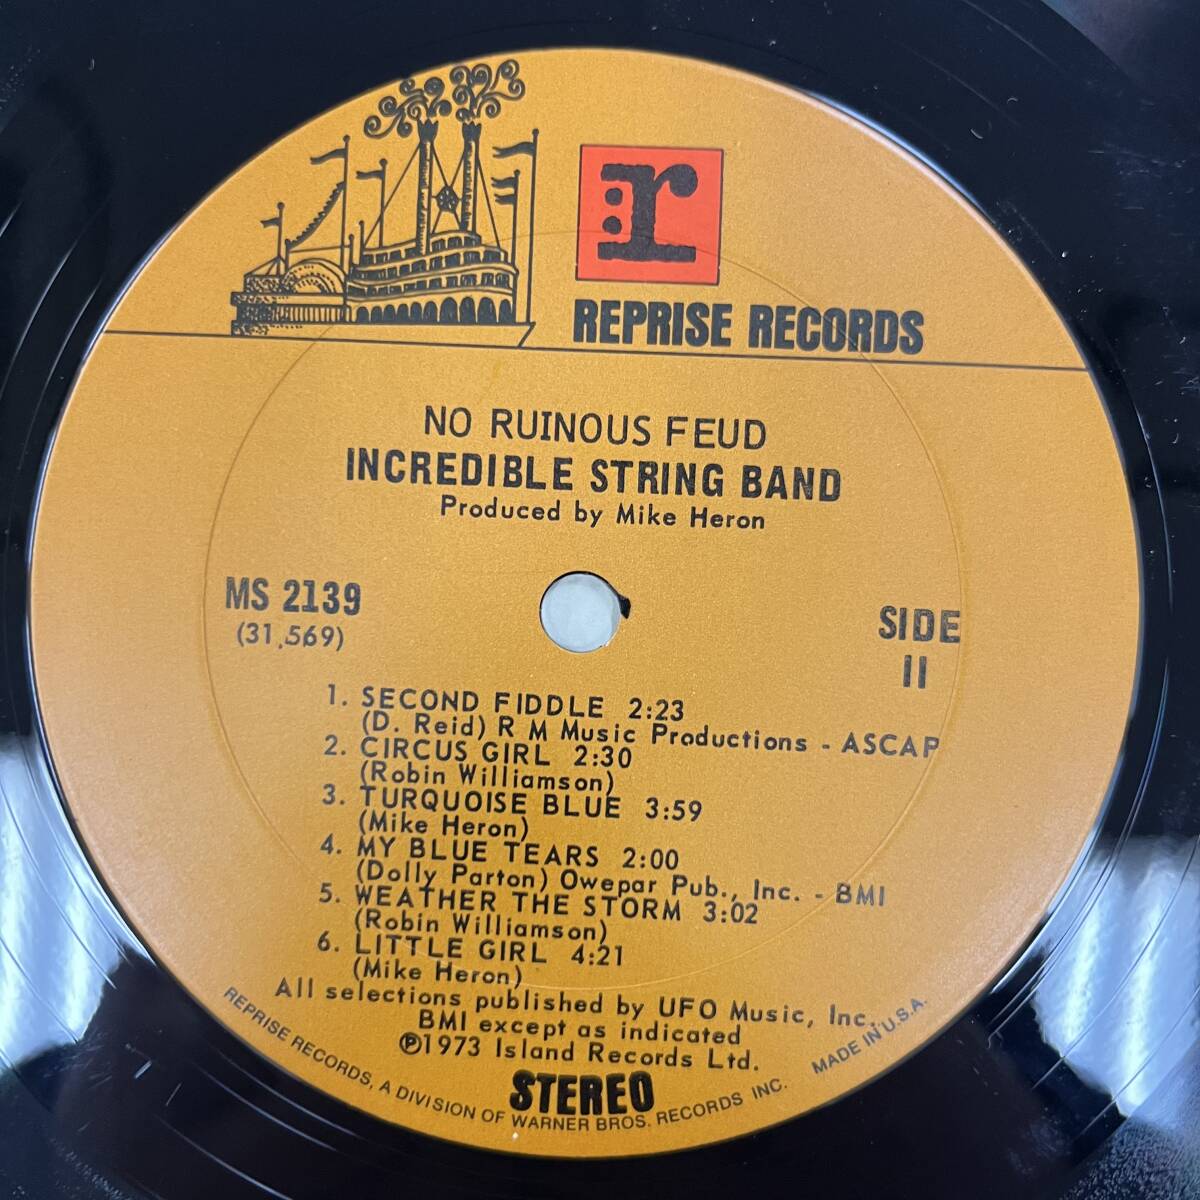 r
REPRISE RECORDS
NO RUINOUS FEUD
INCREDIBLE STRING BAND
Produced by Mike Heron
MS 2139
(31,569)
SIDE
II
1. SECOND FIDDLE 2:23
(D. Reid) R M Music Productions - ASCAP
2. CIRCUS GIRL 2:30
(Robin Williamson)
3. TURQUOISE BLUE 3:59
(Mike Heron)
4. MY BLUE TEARS 2:00
(Dolly Parton) Owepar Pub., Inc. - BMI
5. WEATHER THE STORM 3:02
(Robin Williamson)
6. LITTLE GIRL 4:21
(Mike Heron)
All selections published by UFO Music, Inc.,
BMI except as indicated
℗1973 Island Records Ltd.
STEREO
REPRISE RECORDS, A DIVISION OF WARNER BROS. RECORDS INC. MADE IN U.S.A.